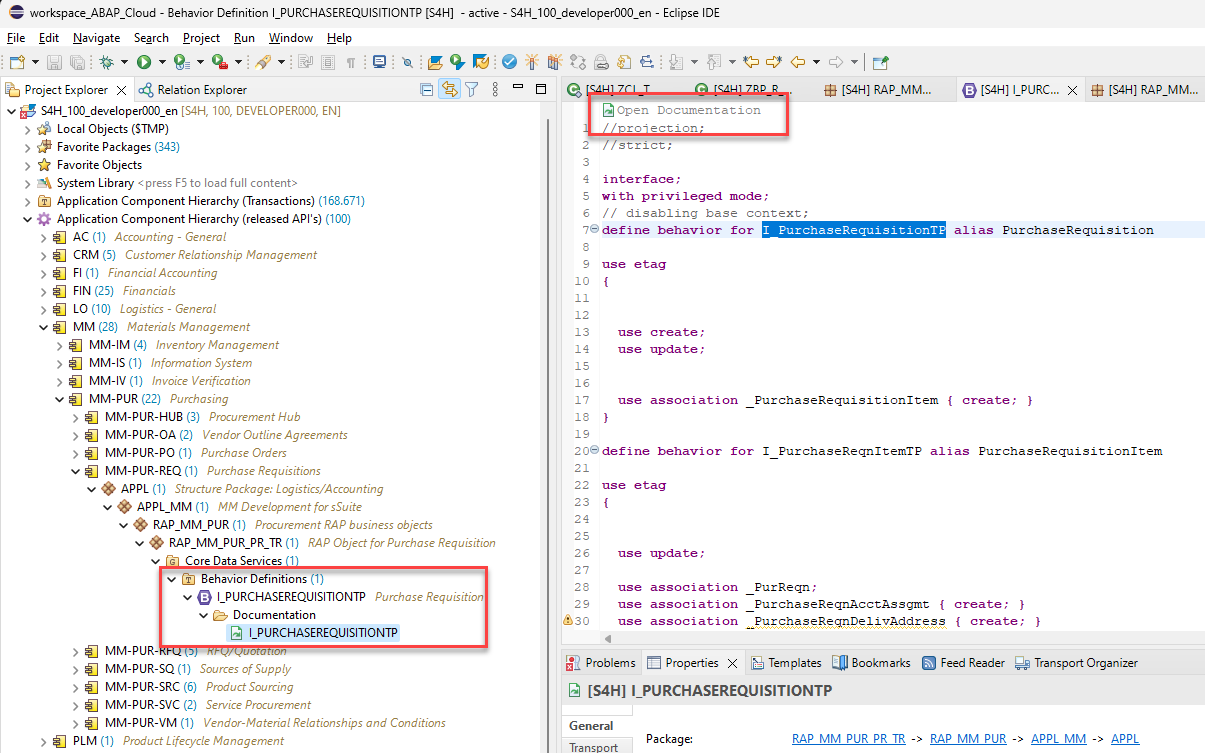 workspace_ABAP_Cloud - Behavior Definition I_PURCHASEREQUISITIONTP [S4H] - active - S4H_100_developer000_en - Eclipse IDE
File Edit Navigate Search Project Run Window Help
Project Explorer
Relation Explorer
S4H_100_developer000_en [S4H, 100, DEVELOPER000, EN]
Local Objects ($TMP)
Favorite Packages (343)
Favorite Objects
System Library <press F5 to load full content>
Application Component Hierarchy (Transactions) (168.671)
Application Component Hierarchy (released API's) (100)
AC (1) Accounting - General
CRM (5) Customer Relationship Management
FI (1) Financial Accounting
FIN (25) Financials
LO (10) Logistics - General
MM (28) Materials Management
MM-IM (4) Inventory Management
MM-IS (1) Information System
MM-IV (1) Invoice Verification
MM-PUR (22) Purchasing
MM-PUR-HUB (3) Procurement Hub
MM-PUR-OA (2) Vendor Outline Agreements
MM-PUR-PO (1) Purchase Orders
MM-PUR-REQ (1) Purchase Requisitions
APPL (1) Structure Package: Logistics/Accounting
APPL_MM (1) MM Development for sSuite
RAP_MM_PUR (1) Procurement RAP business objects
RAP_MM_PUR_PR_TR (1) RAP Object for Purchase Requisition
Core Data Services (1)
Behavior Definitions (1)
I_PURCHASEREQUISITIONTP Purchase Requisition
Documentation
I_PURCHASEREQUISITIONTP
MM-PUR-RFQ (5) RFQ/Quotation
MM-PUR-SQ (1) Sources of Supply
MM-PUR-SRC (6) Product Sourcing
MM-PUR-SVC (2) Service Procurement
MM-PUR-VM (1) Vendor-Material Relationships and Conditions
PLM (1) Product Lifecycle Management
[S4H] ZCL_T... [S4H] ZBP_R_... [S4H] RAP_MM... [S4H] I_PURC... [S4H] RAP_MM...
Open Documentation
1 //projection;
2 //strict;
3
4 interface;
5 with privileged mode;
6 // disabling base context;
7 define behavior for I_PurchaseRequisitionTP alias PurchaseRequisition
8
9 use etag
10 {
11
12
13 use create;
14 use update;
15
16
17 use association _PurchaseRequisitionItem { create; }
18 }
19
20 define behavior for I_PurchaseReqnItemTP alias PurchaseRequisitionItem
21
22 use etag
23 {
24
25
26 use update;
27
28 use association _PurReqn;
29 use association _PurchaseReqnAcctAssgmt { create; }
30 use association _PurchaseReqnDelivAddress { create; }
Problems Properties Templates Bookmarks Feed Reader Transport Organizer
[S4H] I_PURCHASEREQUISITIONTP
General
Transport
Package: RAP_MM_PUR_PR_TR -> RAP_MM_PUR -> APPL_MM -> APPL